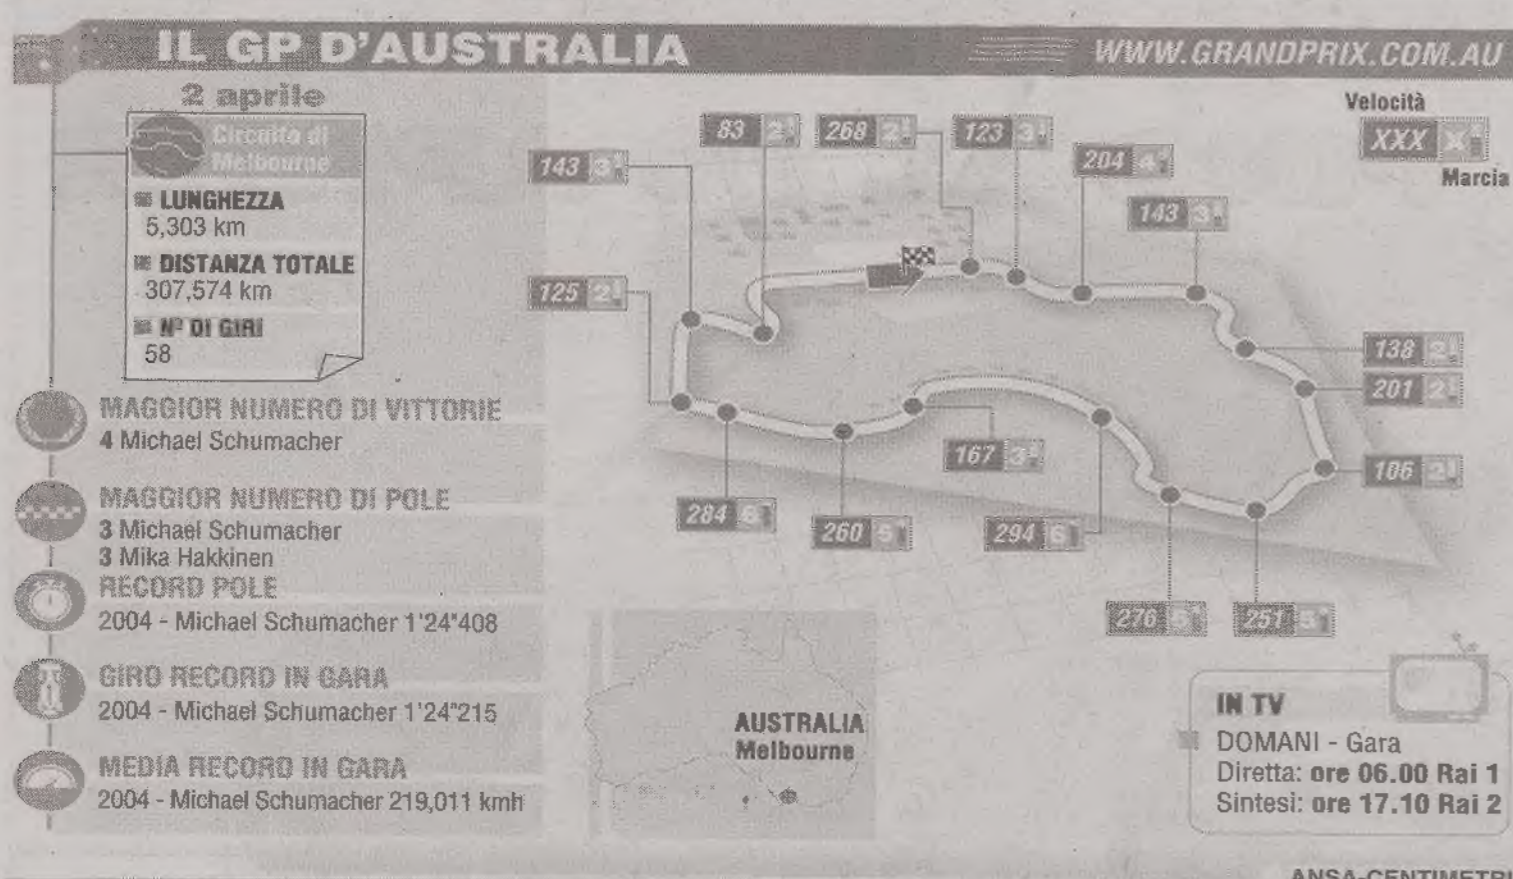 IL GP D'AUSTRALIA
WWW.GRANDPRIX.COM.AU
2 aprile
Circuito di
Melbourne
LUNGHEZZA
5,303 km
DISTANZA TOTALE
307,574 km
Nº DI GIRI
58
MAGGIOR NUMERO DI VITTORIE
4 Michael Schumacher
MAGGIOR NUMERO DI POLE
3 Michael Schumacher
3 Mika Hakkinen
RECORD POLE
2004 - Michael Schumacher 1'24"408
GIRO RECORD IN GARA
2004 - Michael Schumacher 1'24"215
MEDIA RECORD IN GARA
2004 - Michael Schumacher 219,011 kmh
Velocità
XXX X
Marcia
83 2
268 2
123 3
204 4
143 3
143 3
125 2
138 2
201 2
106 2
167 3
284 6
260 5
294 6
276 5
251 5
AUSTRALIA
Melbourne
IN TV
DOMANI - Gara
Diretta: ore 06.00 Rai 1
Sintesi: ore 17.10 Rai 2
ANSA-CENTIMETRI